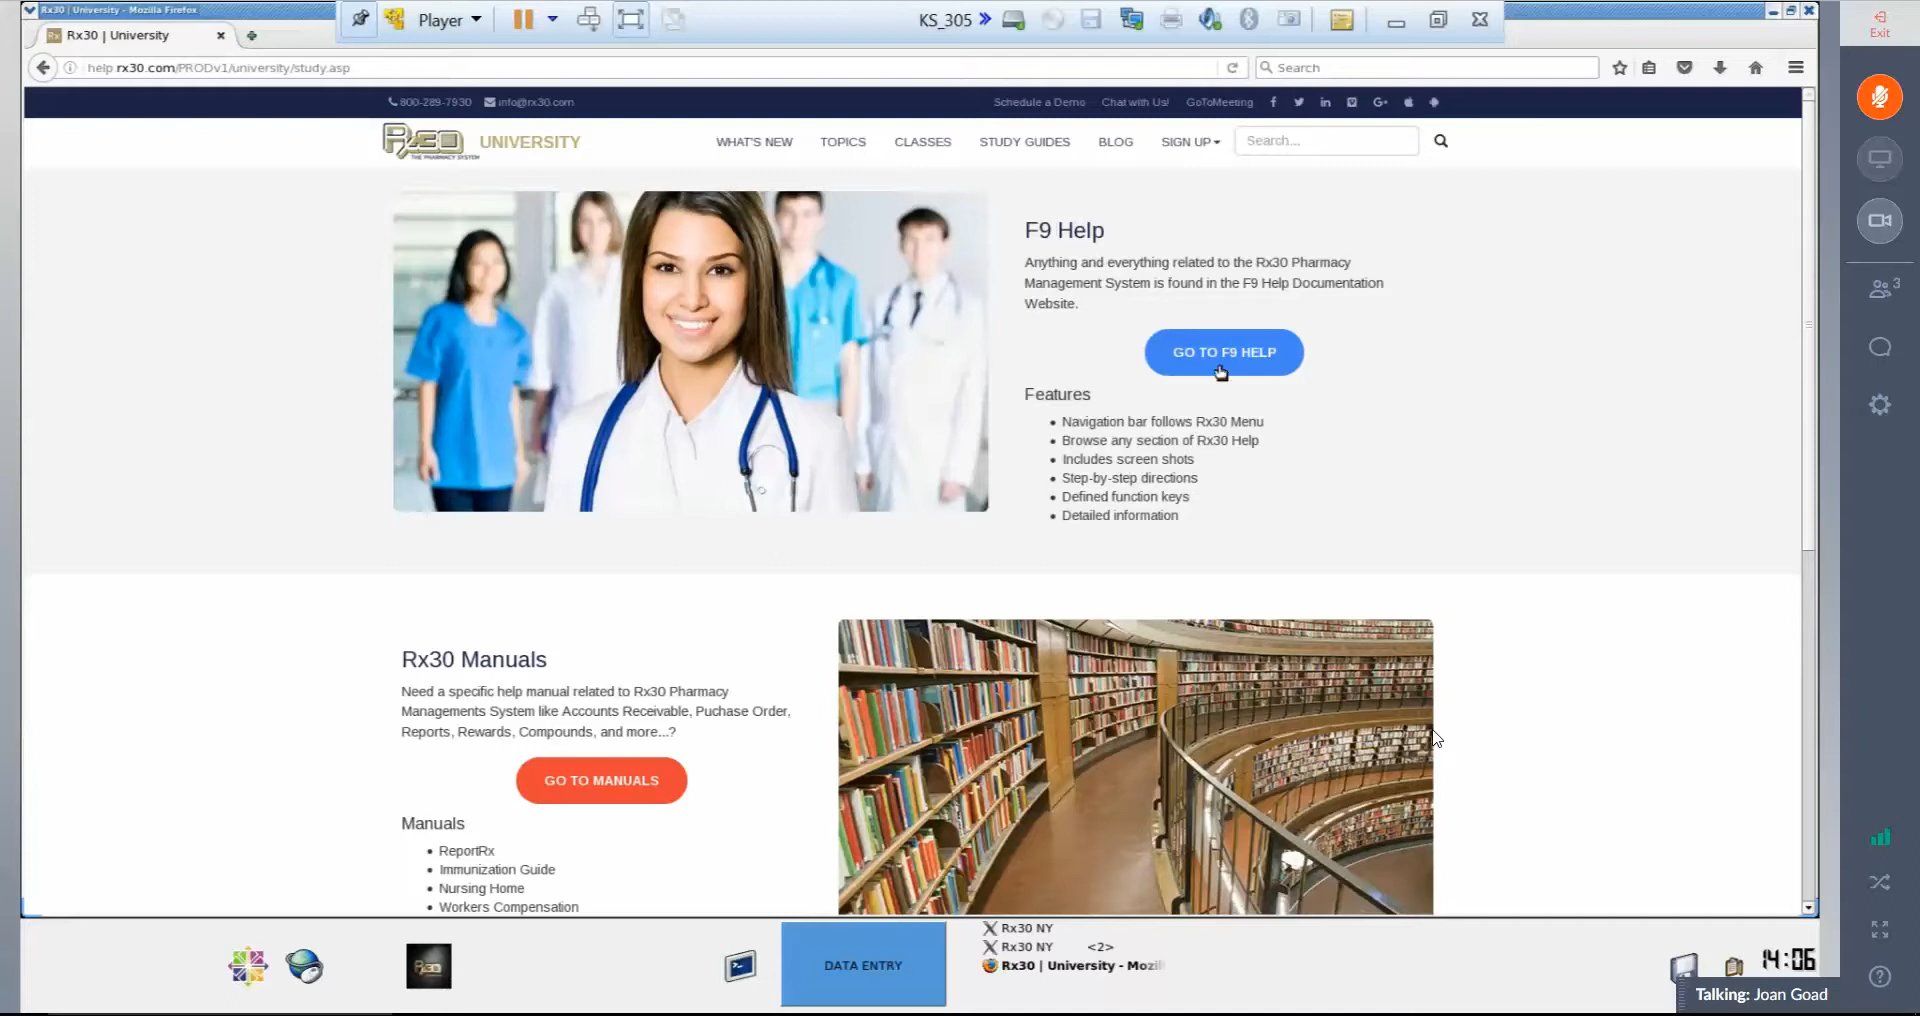 Rx30 | University - Mozilla Firefox
Player
KS_305
Exit
Rx30 | University
help.rx30.com/PRODv1/university/study.asp
Search
800-289-7930 info@rx30.com
Schedule a Demo Chat with Us! GoToMeeting
Rx30 UNIVERSITY
THE PHARMACY SYSTEM
WHAT'S NEW TOPICS CLASSES STUDY GUIDES BLOG SIGN UP Search...
F9 Help
Anything and everything related to the Rx30 Pharmacy
Management System is found in the F9 Help Documentation
Website.
GO TO F9 HELP
Features
Navigation bar follows Rx30 Menu
Browse any section of Rx30 Help
Includes screen shots
Step-by-step directions
Defined function keys
Detailed information
3
Rx30 Manuals
Need a specific help manual related to Rx30 Pharmacy
Managements System like Accounts Receivable, Puchase Order,
Reports, Rewards, Compounds, and more...?
GO TO MANUALS
Manuals
ReportRx
Immunization Guide
Nursing Home
Workers Compensation
Rx30
DATA ENTRY
Rx30 NY
Rx30 NY <2>
Rx30 | University - Mozil
14:06
Talking: Joan Goad